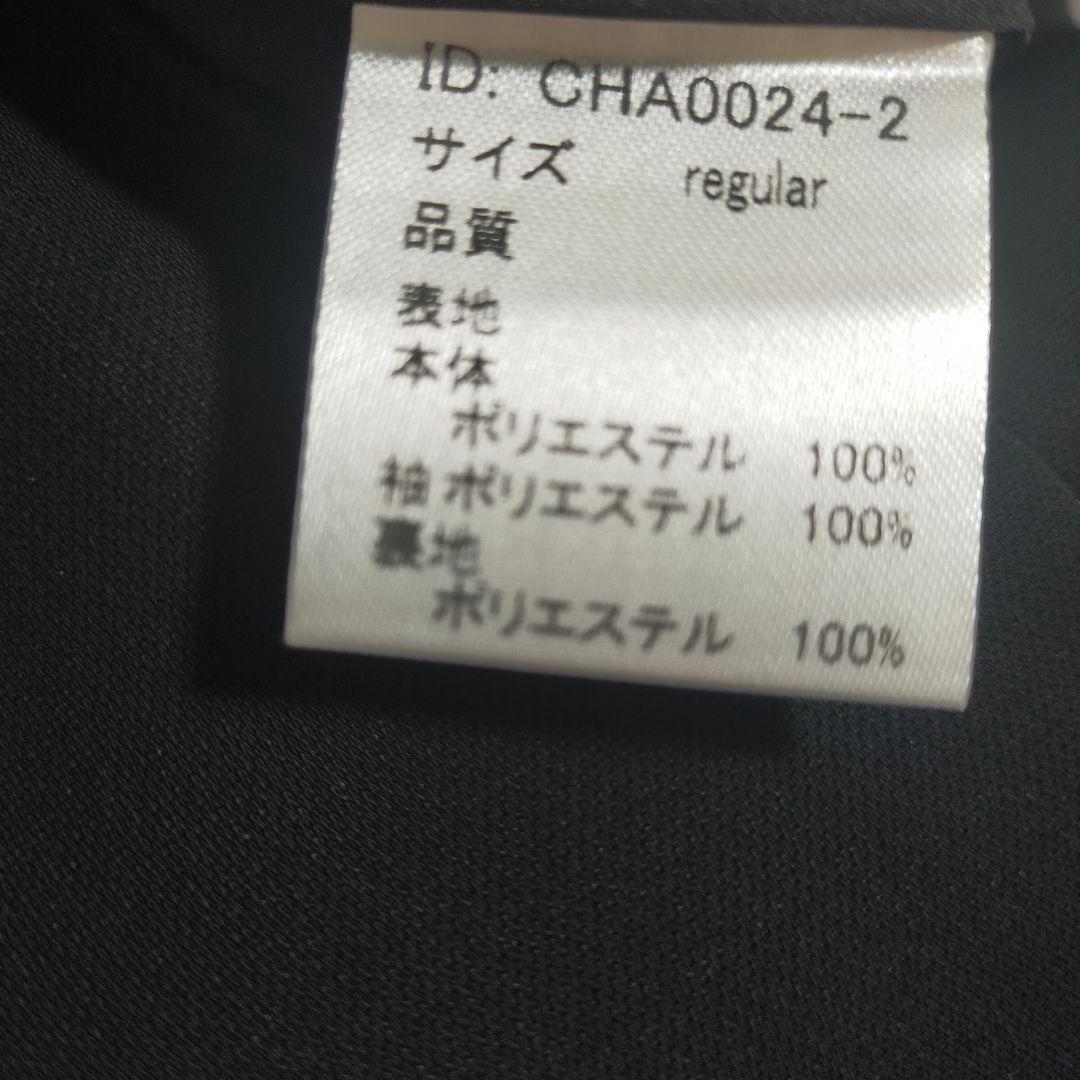 ID: CHA0024-2
サイズ regular
品質
表地
本体
ポリエステル 100%
袖 ポリエステル 100%
裏地
ポリエステル 100%